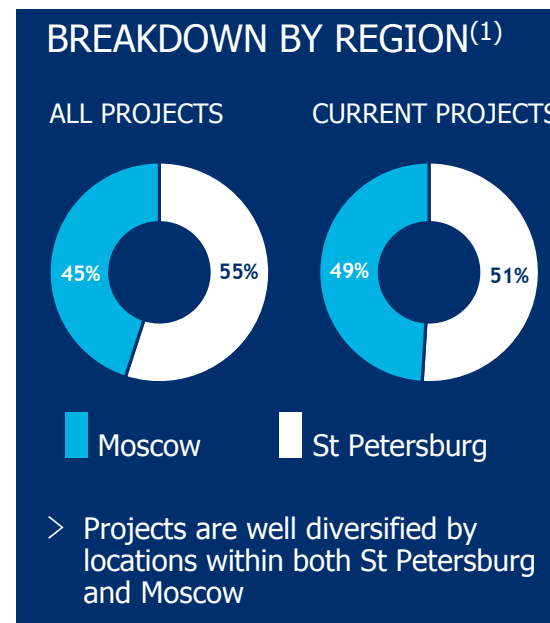 BREAKDOWN BY REGION(1)
ALL PROJECTS
CURRENT PROJECTS
45%
55%
49%
51%
Moscow
St Petersburg
> Projects are well diversified by
locations within both St Petersburg
and Moscow